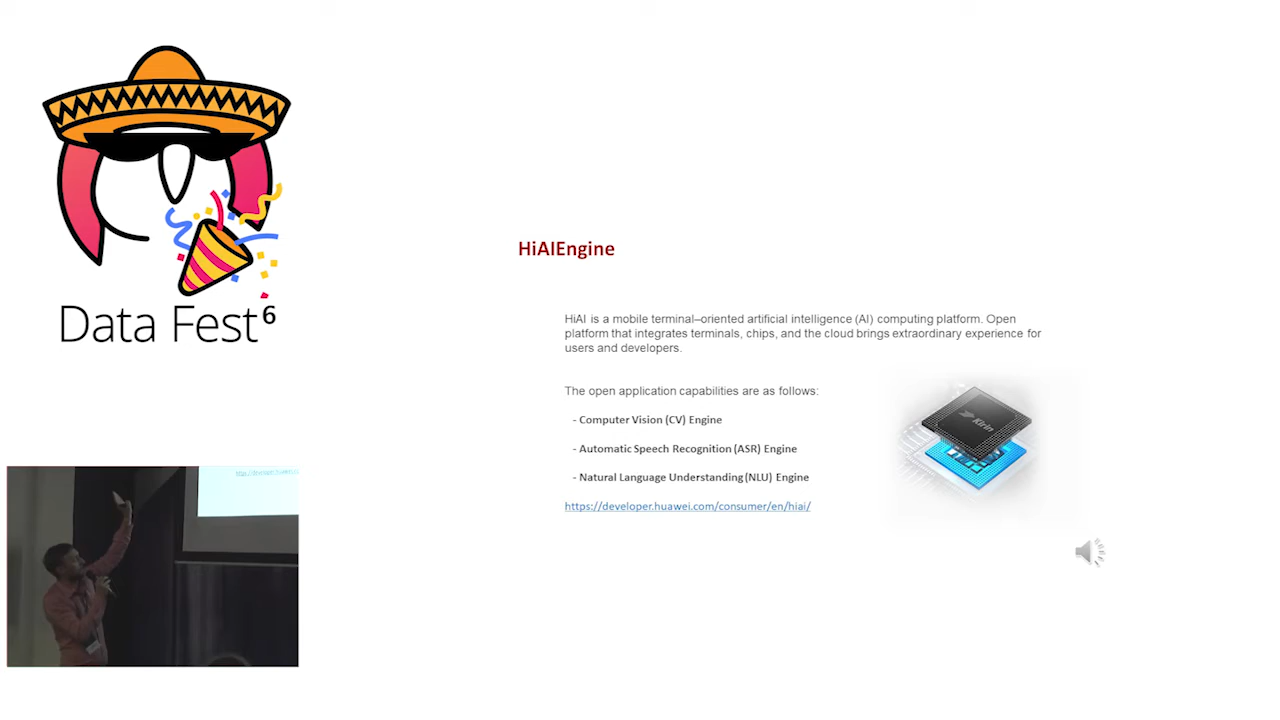 Data Fest⁶
HiAIEngine
HiAI is a mobile terminal–oriented artificial intelligence (AI) computing platform. Open
platform that integrates terminals, chips, and the cloud brings extraordinary experience for
users and developers.
The open application capabilities are as follows:
- Computer Vision (CV) Engine
- Automatic Speech Recognition (ASR) Engine
- Natural Language Understanding (NLU) Engine
https://developer.huawei.com/consumer/en/hiai/
Kirin